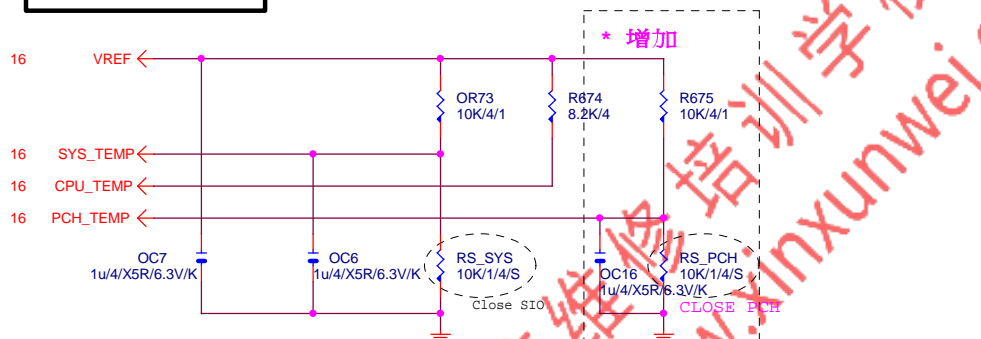 * 增加
16 VREF
OR73
10K/4/1
R674
8.2K/4
R675
10K/4/1
16 SYS_TEMP
16 CPU_TEMP
16 PCH_TEMP
OC7
1u/4/X5R/6.3V/K
OC6
1u/4/X5R/6.3V/K
RS_SYS
10K/1/4/S
Close SIO
OC16
1u/4/X5R/6.3V/K
RS_PCH
10K/1/4/S
CLOSE PCH
维修培训学
w.xinxunwei.